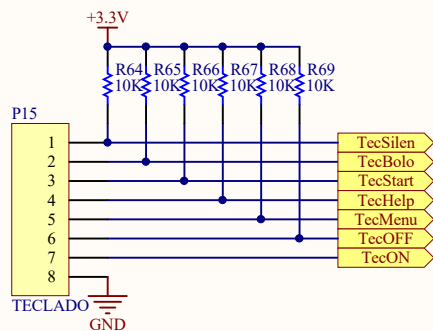 +3.3V
R64 R65 R66 R67 R68 R69
10K 10K 10K 10K 10K 10K
P15
1 TecSilen
2 TecBolo
3 TecStart
4 TecHelp
5 TecMenu
6 TecOFF
7 TecON
8
TECLADO
GND